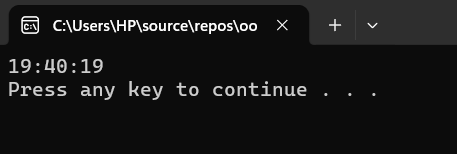 C:\Users\HP\source\repos\oo
19:40:19
Press any key to continue . . .